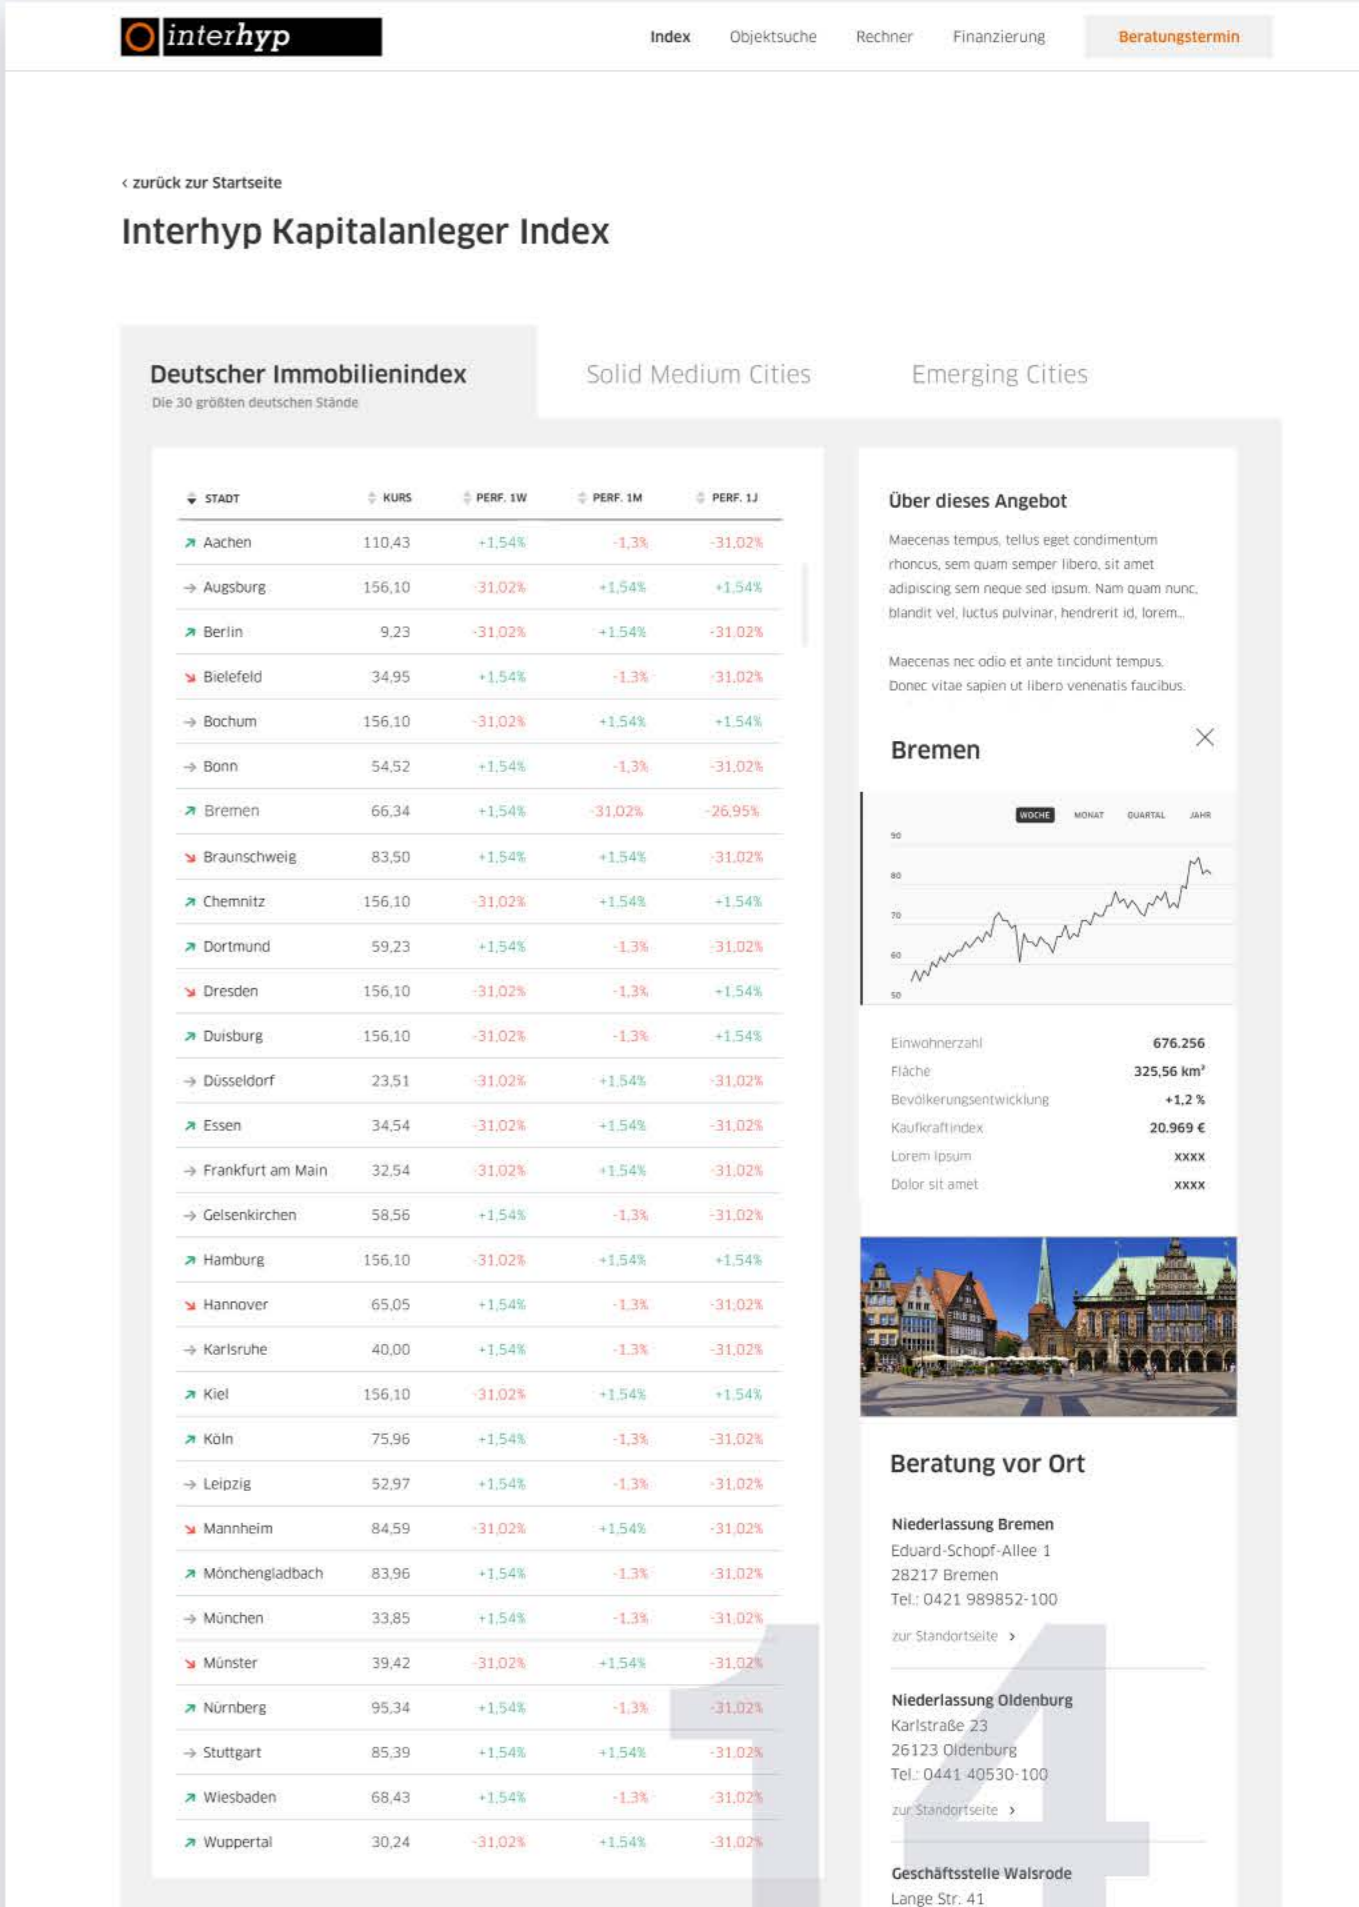 interhyp
Index Objektsuche Rechner Finanzierung Beratungstermin
‹ zurück zur Startseite
Interhyp Kapitalanleger Index
Deutscher Immobilienindex Solid Medium Cities Emerging Cities
Die 30 größten deutschen Stände
STADT KURS PERF. 1W PERF. 1M PERF. 1J
Aachen 110,43 +1,54% -1,3% -31,02%
Augsburg 156,10 -31,02% +1,54% +1,54%
Berlin 9,23 -31,02% +1,54% -31,02%
Bielefeld 34,95 +1,54% -1,3% -31,02%
Bochum 156,10 -31,02% +1,54% +1,54%
Bonn 54,52 +1,54% -1,3% -31,02%
Bremen 66,34 +1,54% -31,02% -26,95%
Braunschweig 83,50 +1,54% +1,54% -31,02%
Chemnitz 156,10 -31,02% +1,54% +1,54%
Dortmund 59,23 +1,54% -1,3% -31,02%
Dresden 156,10 -31,02% -1,3% +1,54%
Duisburg 156,10 -31,02% -1,3% +1,54%
Düsseldorf 23,51 -31,02% +1,54% -31,02%
Essen 34,54 -31,02% +1,54% -31,02%
Frankfurt am Main 32,54 -31,02% +1,54% -31,02%
Gelsenkirchen 58,56 +1,54% -1,3% -31,02%
Hamburg 156,10 -31,02% +1,54% +1,54%
Hannover 65,05 +1,54% -1,3% -31,02%
Karlsruhe 40,00 +1,54% -1,3% -31,02%
Kiel 156,10 -31,02% +1,54% +1,54%
Köln 75,96 +1,54% -1,3% -31,02%
Leipzig 52,97 +1,54% -1,3% -31,02%
Mannheim 84,59 -31,02% +1,54% -31,02%
Mönchengladbach 83,96 +1,54% -1,3% -31,02%
München 33,85 +1,54% -1,3% -31,02%
Münster 39,42 -31,02% +1,54% -31,02%
Nürnberg 95,34 +1,54% -1,3% -31,02%
Stuttgart 85,39 +1,54% +1,54% -31,02%
Wiesbaden 68,43 +1,54% -1,3% -31,02%
Wuppertal 30,24 -31,02% +1,54% -31,02%
Über dieses Angebot
Maecenas tempus, tellus eget condimentum
rhoncus, sem quam semper libero, sit amet
adipiscing sem neque sed ipsum. Nam quam nunc,
blandit vel, luctus pulvinar, hendrerit id, lorem...
Maecenas nec odio et ante tincidunt tempus.
Donec vitae sapien ut libero venenatis faucibus.
Bremen
WOCHE MONAT QUARTAL JAHR
90
80
70
60
50
Einwohnerzahl 676.256
Fläche 325,56 km²
Bevölkerungsentwicklung +1,2 %
Kaufkraftindex 20.969 €
Lorem Ipsum xxxx
Dolor sit amet xxxx
Beratung vor Ort
Niederlassung Bremen
Eduard-Schopf-Allee 1
28217 Bremen
Tel.: 0421 989852-100
zur Standortseite ›
Niederlassung Oldenburg
Karlstraße 23
26123 Oldenburg
Tel.: 0441 40530-100
zur Standortseite ›
Geschäftsstelle Walsrode
Lange Str. 41
14